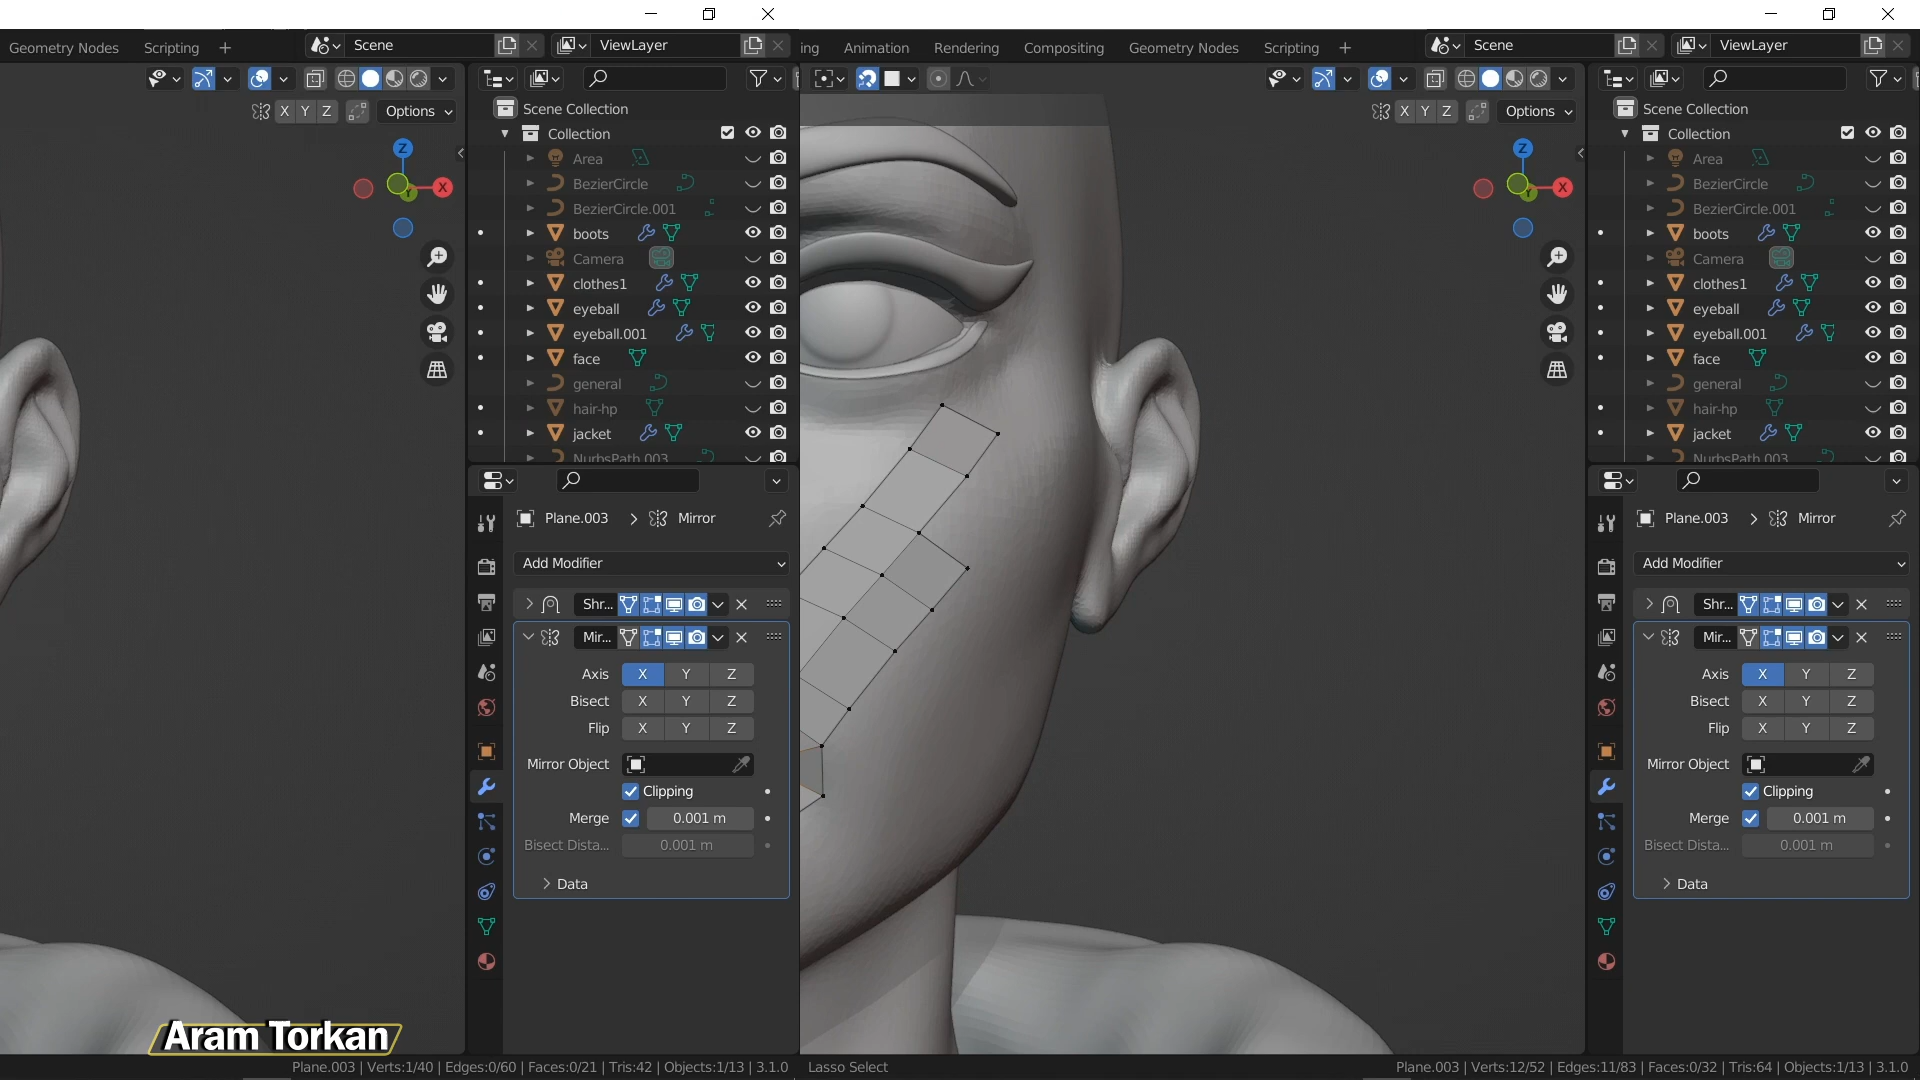 Geometry Nodes Scripting + Scene ViewLayer
ing Animation Rendering Compositing Geometry Nodes Scripting + Scene ViewLayer
X Y Z Options
Z
X
Y
Scene Collection
Collection
Area
BezierCircle
BezierCircle.001
boots
Camera
clothes1
eyeball
eyeball.001
face
general
hair-hp
jacket
NurbsPath.003
Plane.003 > Mirror
Add Modifier
Shr...
Mir...
Axis X Y Z
Bisect X Y Z
Flip X Y Z
Mirror Object
Clipping
Merge 0.001 m
Bisect Dista... 0.001 m
Data
X Y Z Options
Z
X
Y
Scene Collection
Collection
Area
BezierCircle
BezierCircle.001
boots
Camera
clothes1
eyeball
eyeball.001
face
general
hair-hp
jacket
NurbsPath.003
Plane.003 > Mirror
Add Modifier
Shr...
Mir...
Axis X Y Z
Bisect X Y Z
Flip X Y Z
Mirror Object
Clipping
Merge 0.001 m
Bisect Dista... 0.001 m
Data
Aram Torkan
Plane.003 | Verts:1/40 | Edges:0/60 | Faces:0/21 | Tris:42 | Objects:1/13 | 3.1.0
Lasso Select
Plane.003 | Verts:12/52 | Edges:11/83 | Faces:0/32 | Tris:64 | Objects:1/13 | 3.1.0